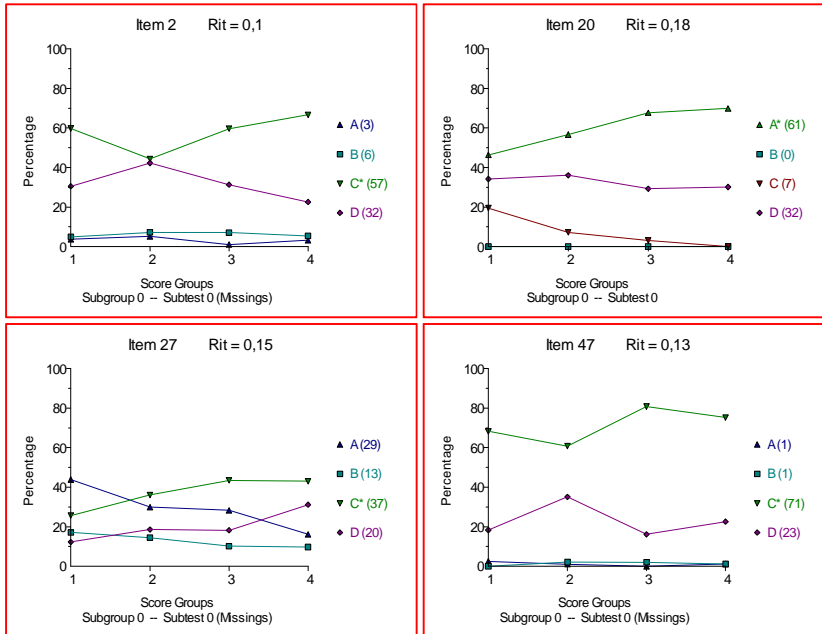 Item 2 Rit = 0,1
100
80
60
40
20
0
Percentage
1 2 3 4
Score Groups
Subgroup 0 -- Subtest 0 (Missings)
A (3)
B (6)
C* (57)
D (32)
Item 20 Rit = 0,18
100
80
60
40
20
0
Percentage
1 2 3 4
Score Groups
Subgroup 0 -- Subtest 0
A* (61)
B (0)
C (7)
D (32)
Item 27 Rit = 0,15
100
80
60
40
20
0
Percentage
1 2 3 4
Score Groups
Subgroup 0 -- Subtest 0 (Missings)
A (29)
B (13)
C* (37)
D (20)
Item 47 Rit = 0,13
100
80
60
40
20
0
Percentage
1 2 3 4
Score Groups
Subgroup 0 -- Subtest 0 (Missings)
A (1)
B (1)
C* (71)
D (23)